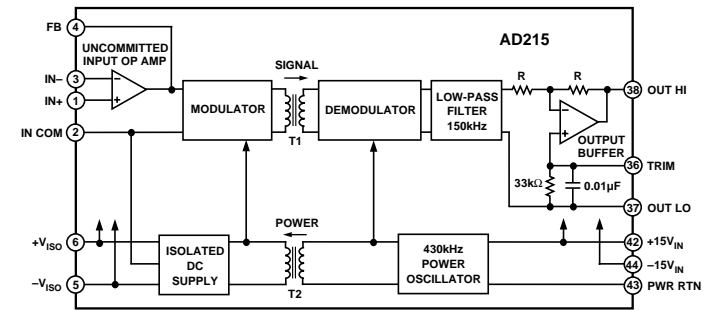 FB 4
AD215
UNCOMMITTED
INPUT OP AMP
SIGNAL
IN– 3
IN+ 1
–
+
IN COM 2
MODULATOR
T1
DEMODULATOR
LOW-PASS
FILTER
150kHz
R
R
38 OUT HI
–
+
OUTPUT
BUFFER
36 TRIM
33kΩ
0.01µF
37 OUT LO
POWER
+VISO 6
–VISO 5
ISOLATED
DC
SUPPLY
T2
430kHz
POWER
OSCILLATOR
42 +15VIN
44 –15VIN
43 PWR RTN